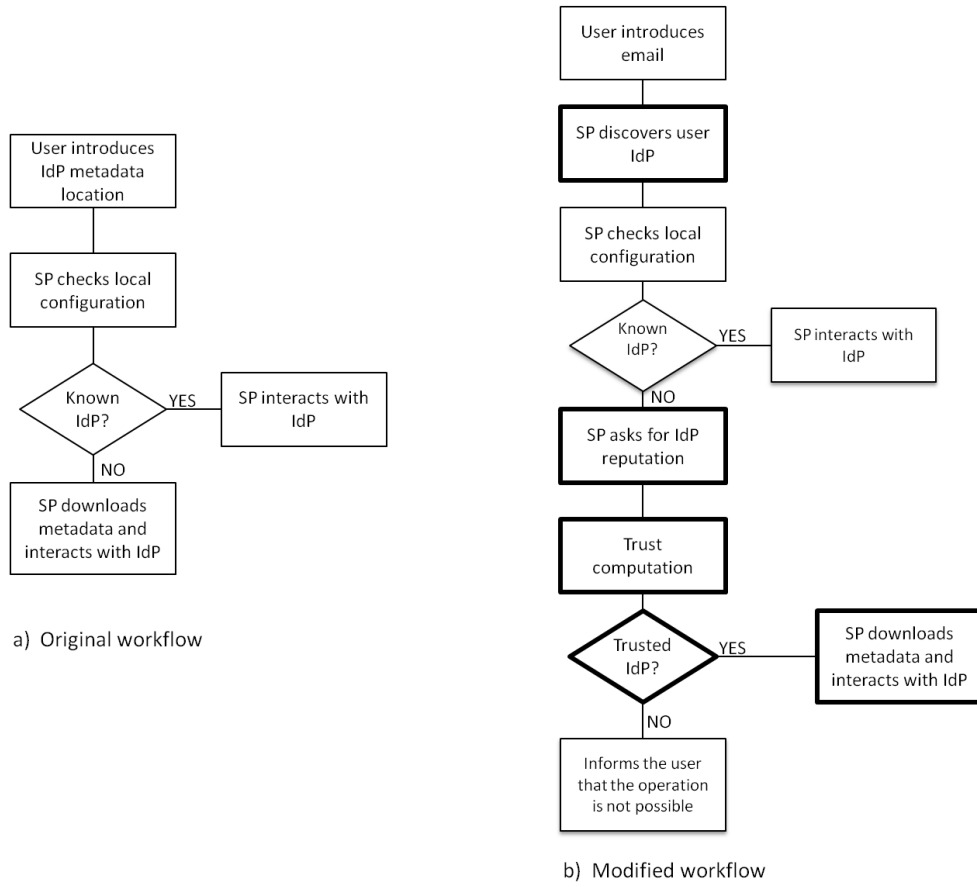 User introduces
IdP metadata
location
SP checks local
configuration
Known
IdP?
YES
SP interacts with
IdP
NO
SP downloads
metadata and
interacts with IdP
a) Original workflow
User introduces
email
SP discovers user
IdP
SP checks local
configuration
Known
IdP?
YES
SP interacts with
IdP
NO
SP asks for IdP
reputation
Trust
computation
Trusted
IdP?
YES
SP downloads
metadata and
interacts with IdP
NO
Informs the user
that the operation
is not possible
b) Modified workflow